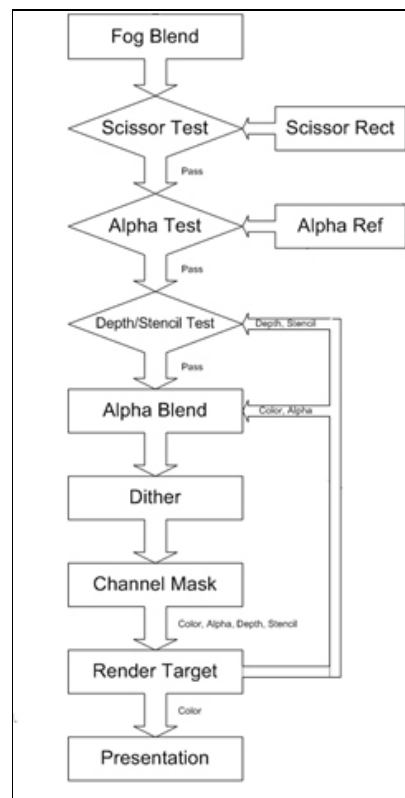 Fog Blend
Scissor Test
Scissor Rect
Pass
Alpha Test
Alpha Ref
Pass
Depth/Stencil Test
Depth, Stencil
Pass
Alpha Blend
Color, Alpha
Dither
Channel Mask
Color, Alpha, Depth, Stencil
Render Target
Color
Presentation